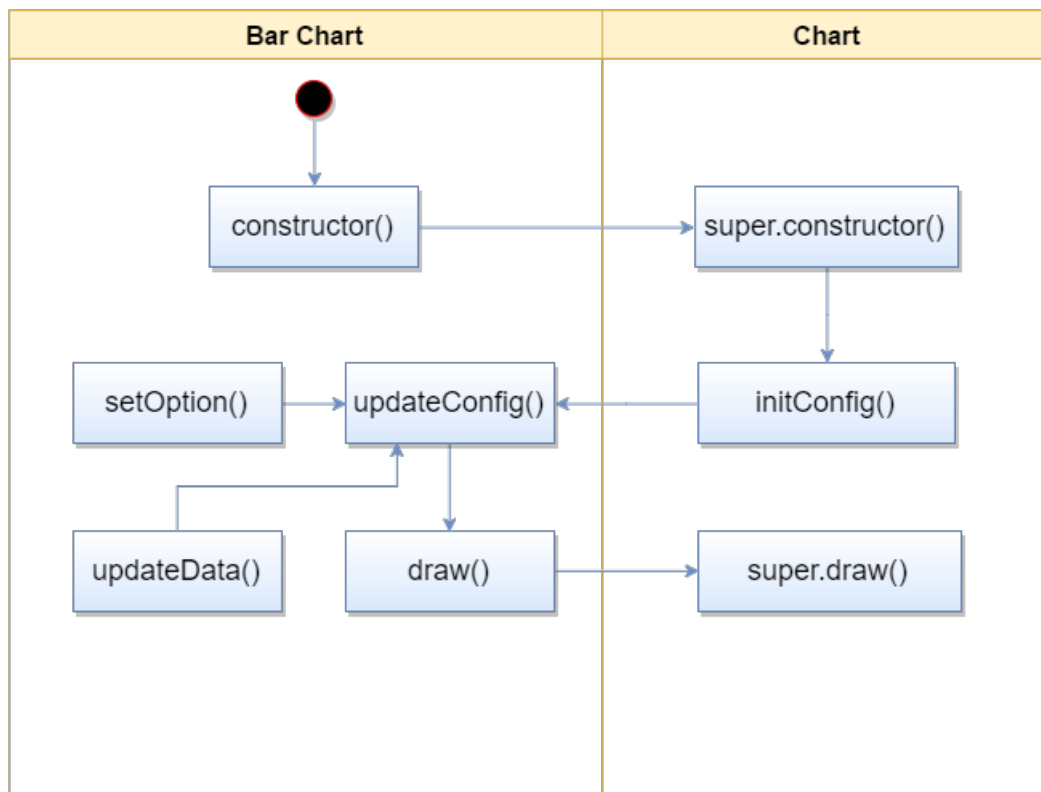 Bar Chart
Chart
constructor()
super.constructor()
setOption()
updateConfig()
initConfig()
updateData()
draw()
super.draw()